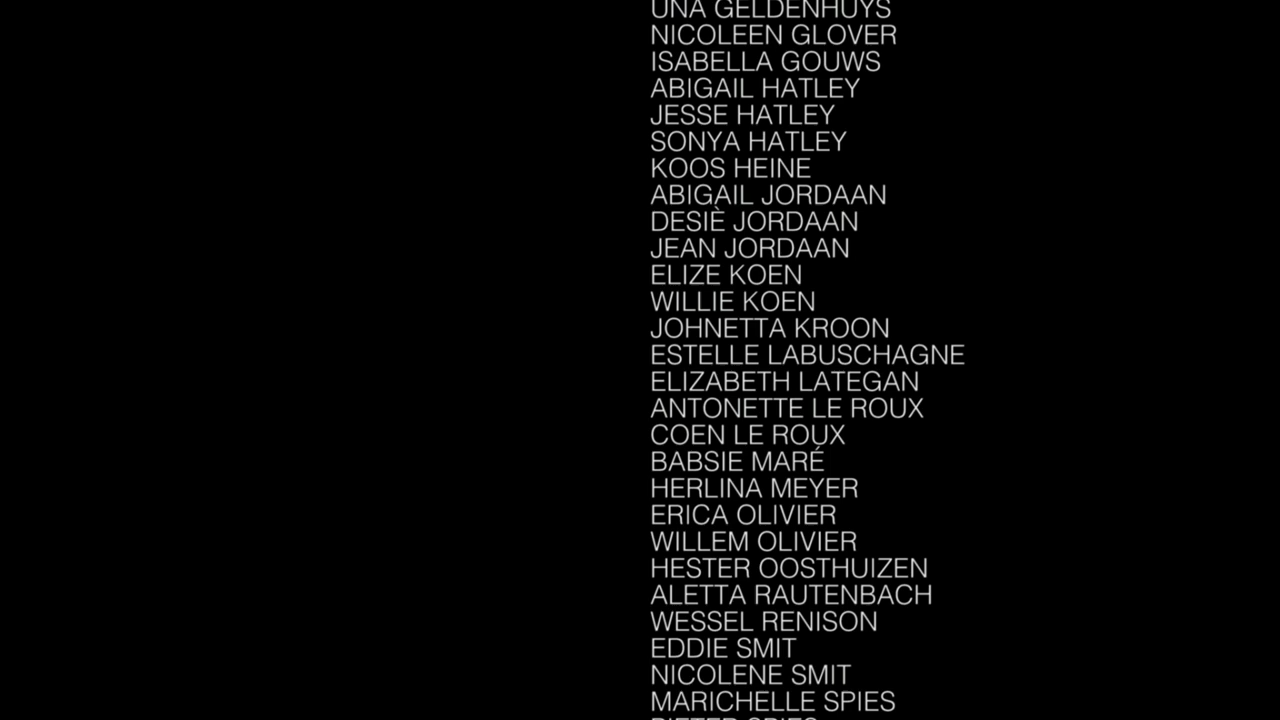 UNA GELDENHUYS
NICOLEEN GLOVER
ISABELLA GOUWS
ABIGAIL HATLEY
JESSE HATLEY
SONYA HATLEY
KOOS HEINE
ABIGAIL JORDAAN
DESIÈ JORDAAN
JEAN JORDAAN
ELIZE KOEN
WILLIE KOEN
JOHNETTA KROON
ESTELLE LABUSCHAGNE
ELIZABETH LATEGAN
ANTONETTE LE ROUX
COEN LE ROUX
BABSIE MARÉ
HERLINA MEYER
ERICA OLIVIER
WILLEM OLIVIER
HESTER OOSTHUIZEN
ALETTA RAUTENBACH
WESSEL RENISON
EDDIE SMIT
NICOLENE SMIT
MARICHELLE SPIES